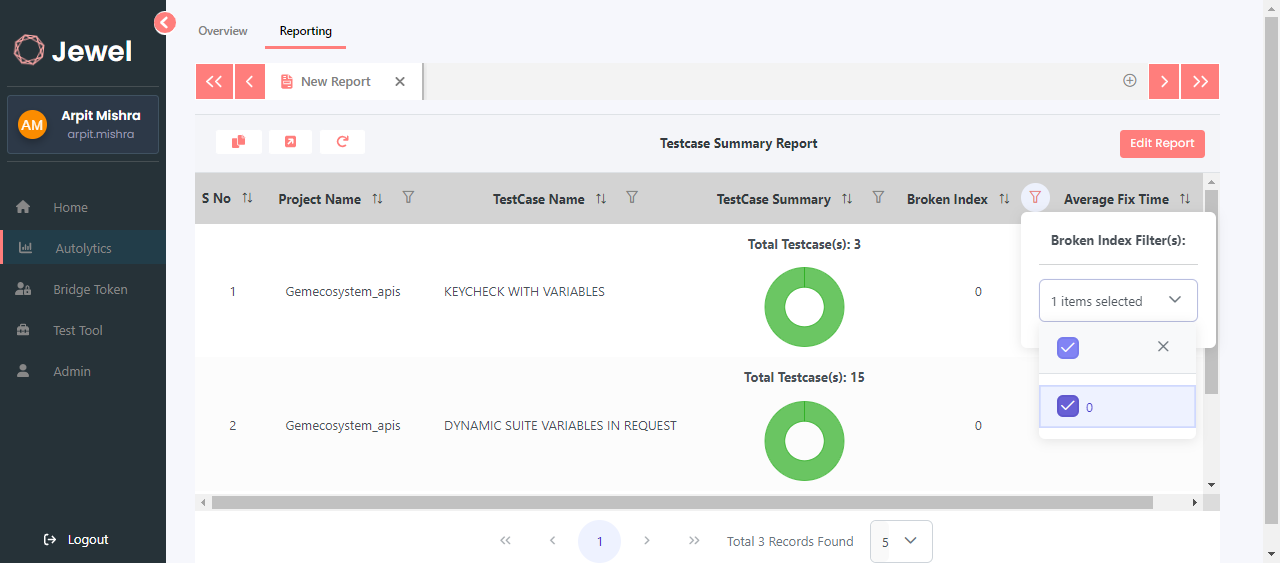 Jewel
AM
Arpit Mishra
arpit.mishra
Home
Autolytics
Bridge Token
Test Tool
Admin
Logout
Overview
Reporting
New Report
Testcase Summary Report
Edit Report
S No
Project Name
TestCase Name
TestCase Summary
Broken Index
Average Fix Time
1
Gemecosystem_apis
KEYCHECK WITH VARIABLES
Total Testcase(s): 3
0
2
Gemecosystem_apis
DYNAMIC SUITE VARIABLES IN REQUEST
Total Testcase(s): 15
0
Broken Index Filter(s):
1 items selected
0
1
Total 3 Records Found
5